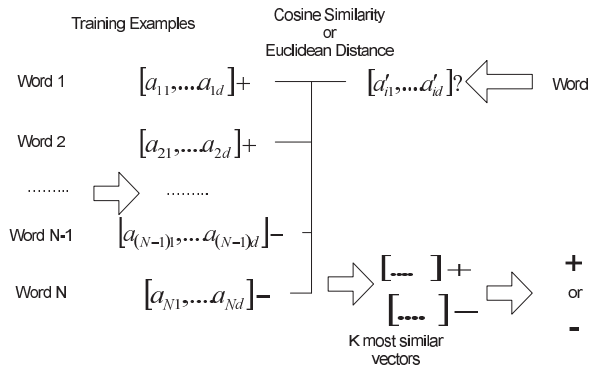 Training Examples
Cosine Similarity
or
Euclidean Distance
Word 1 [a₁₁,....a₁d]+ [a′i1,....a′id]? Word
Word 2 [a₂₁,....a₂d]+
......... .........
Word N-1 [a(N−1)1,....a(N−1)d]−
Word N [aN1,....aNd]−
[.... ]+
[.... ]−
K most similar
vectors
+
or
-